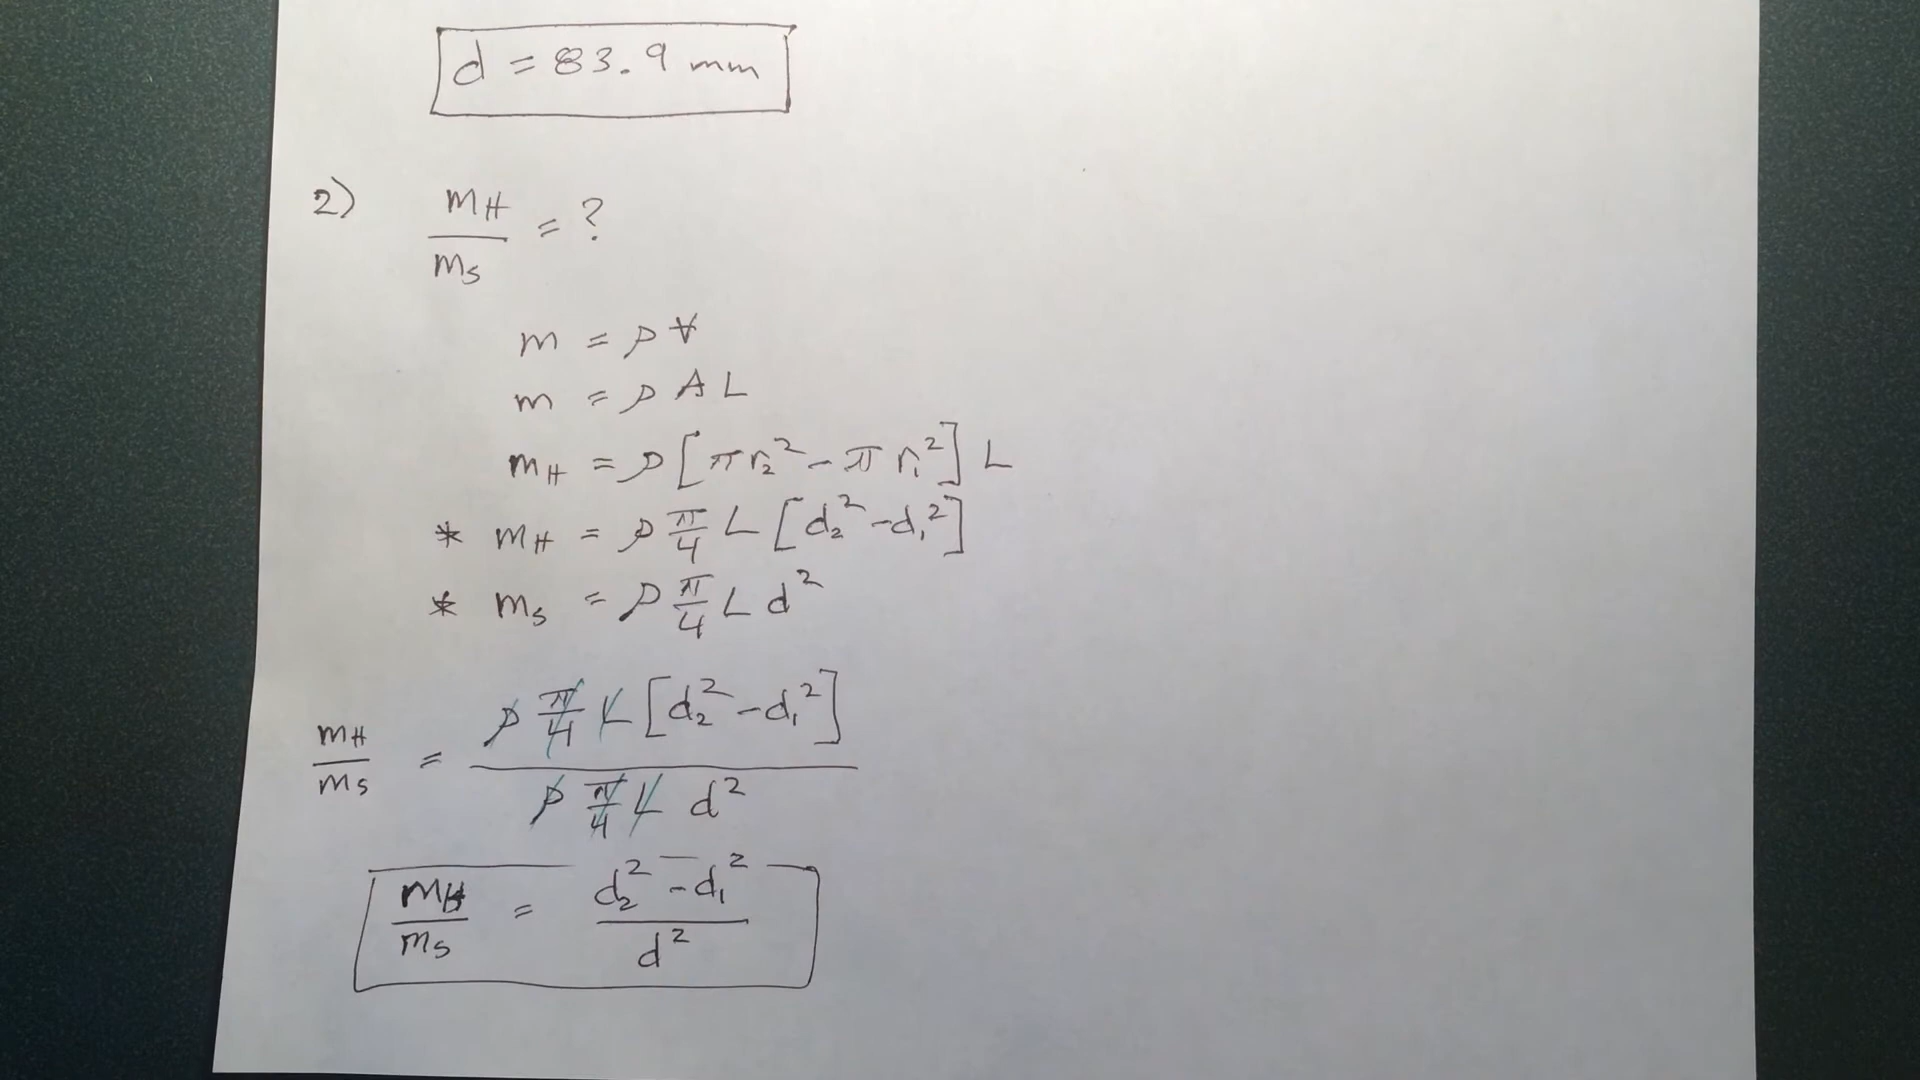 d = 83.9 mm
2) mH/mS = ?
m = ρ V̶
m = ρ A L
mH = ρ [πr₂² - πr₁²] L
* mH = ρ π/4 L [d₂² - d₁²]
* mS = ρ π/4 L d²
mH/mS = ρ π/4 L [d₂² - d₁²] / ρ π/4 L d²
mH/mS = d₂² - d₁² / d²